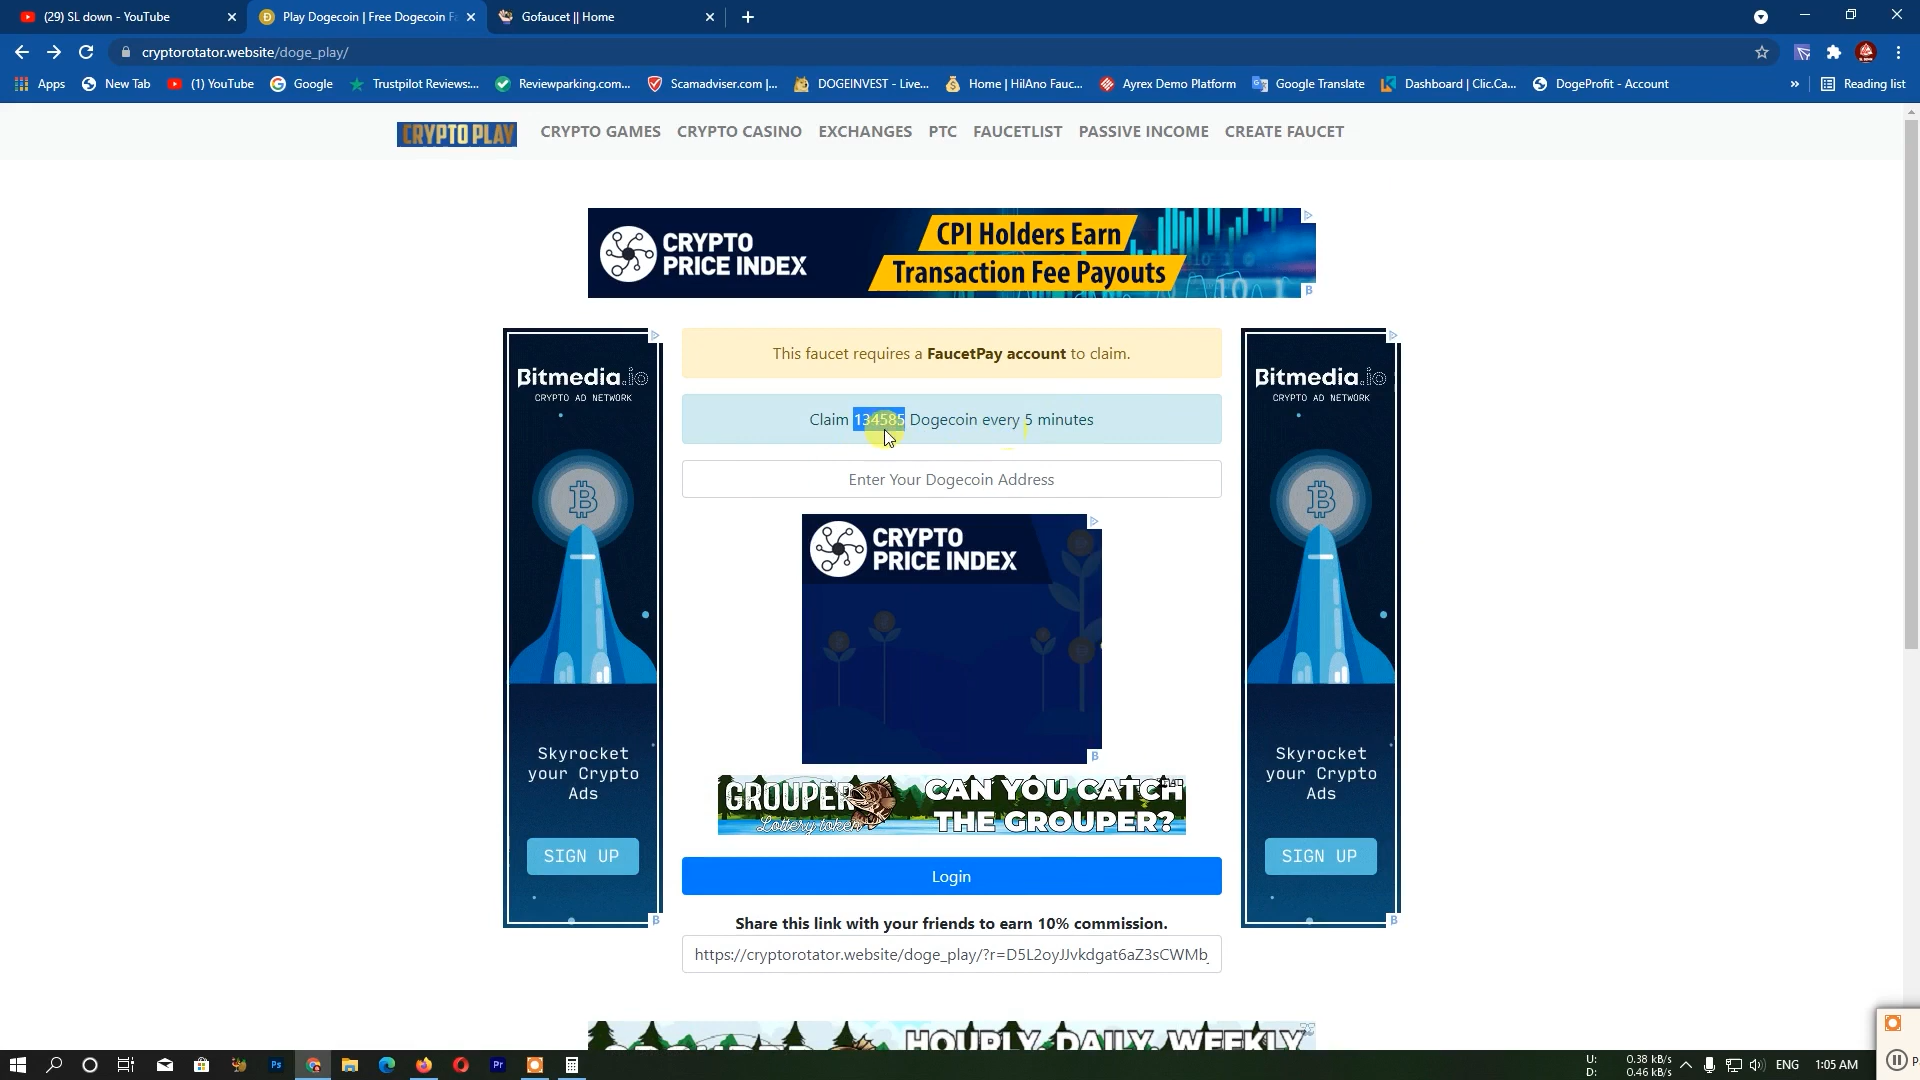 (29) SL down - YouTube
Play Dogecoin | Free Dogecoin Fa
Gofaucet || Home
cryptorotator.website/doge_play/
Apps
New Tab
(1) YouTube
Google
Trustpilot Reviews:...
Reviewparking.com...
Scamadviser.com |...
DOGEINVEST - Live...
Home | HilAno Fauc...
Ayrex Demo Platform
Google Translate
Dashboard | Clic.Ca...
DogeProfit - Account
»
Reading list
CRYPTO PLAY
CRYPTO GAMES
CRYPTO CASINO
EXCHANGES
PTC
FAUCETLIST
PASSIVE INCOME
CREATE FAUCET
CRYPTO
PRICE INDEX
CPI Holders Earn
Transaction Fee Payouts
Bitmedia.io
CRYPTO AD NETWORK
Skyrocket
your Crypto
Ads
SIGN UP
This faucet requires a FaucetPay account to claim.
Claim 134585 Dogecoin every 5 minutes
Enter Your Dogecoin Address
CRYPTO
PRICE INDEX
GROUPER
Lottery token
CAN YOU CATCH
THE GROUPER?
Login
Share this link with your friends to earn 10% commission.
https://cryptorotator.website/doge_play/?r=D5L2oyJJvkdgat6aZ3sCWMb
Bitmedia.io
CRYPTO AD NETWORK
Skyrocket
your Crypto
Ads
SIGN UP
HOURLY, DAILY, WEEKLY
Ps
Pr
U: 0.38 kB/s
D: 0.46 kB/s
ENG
1:05 AM
P